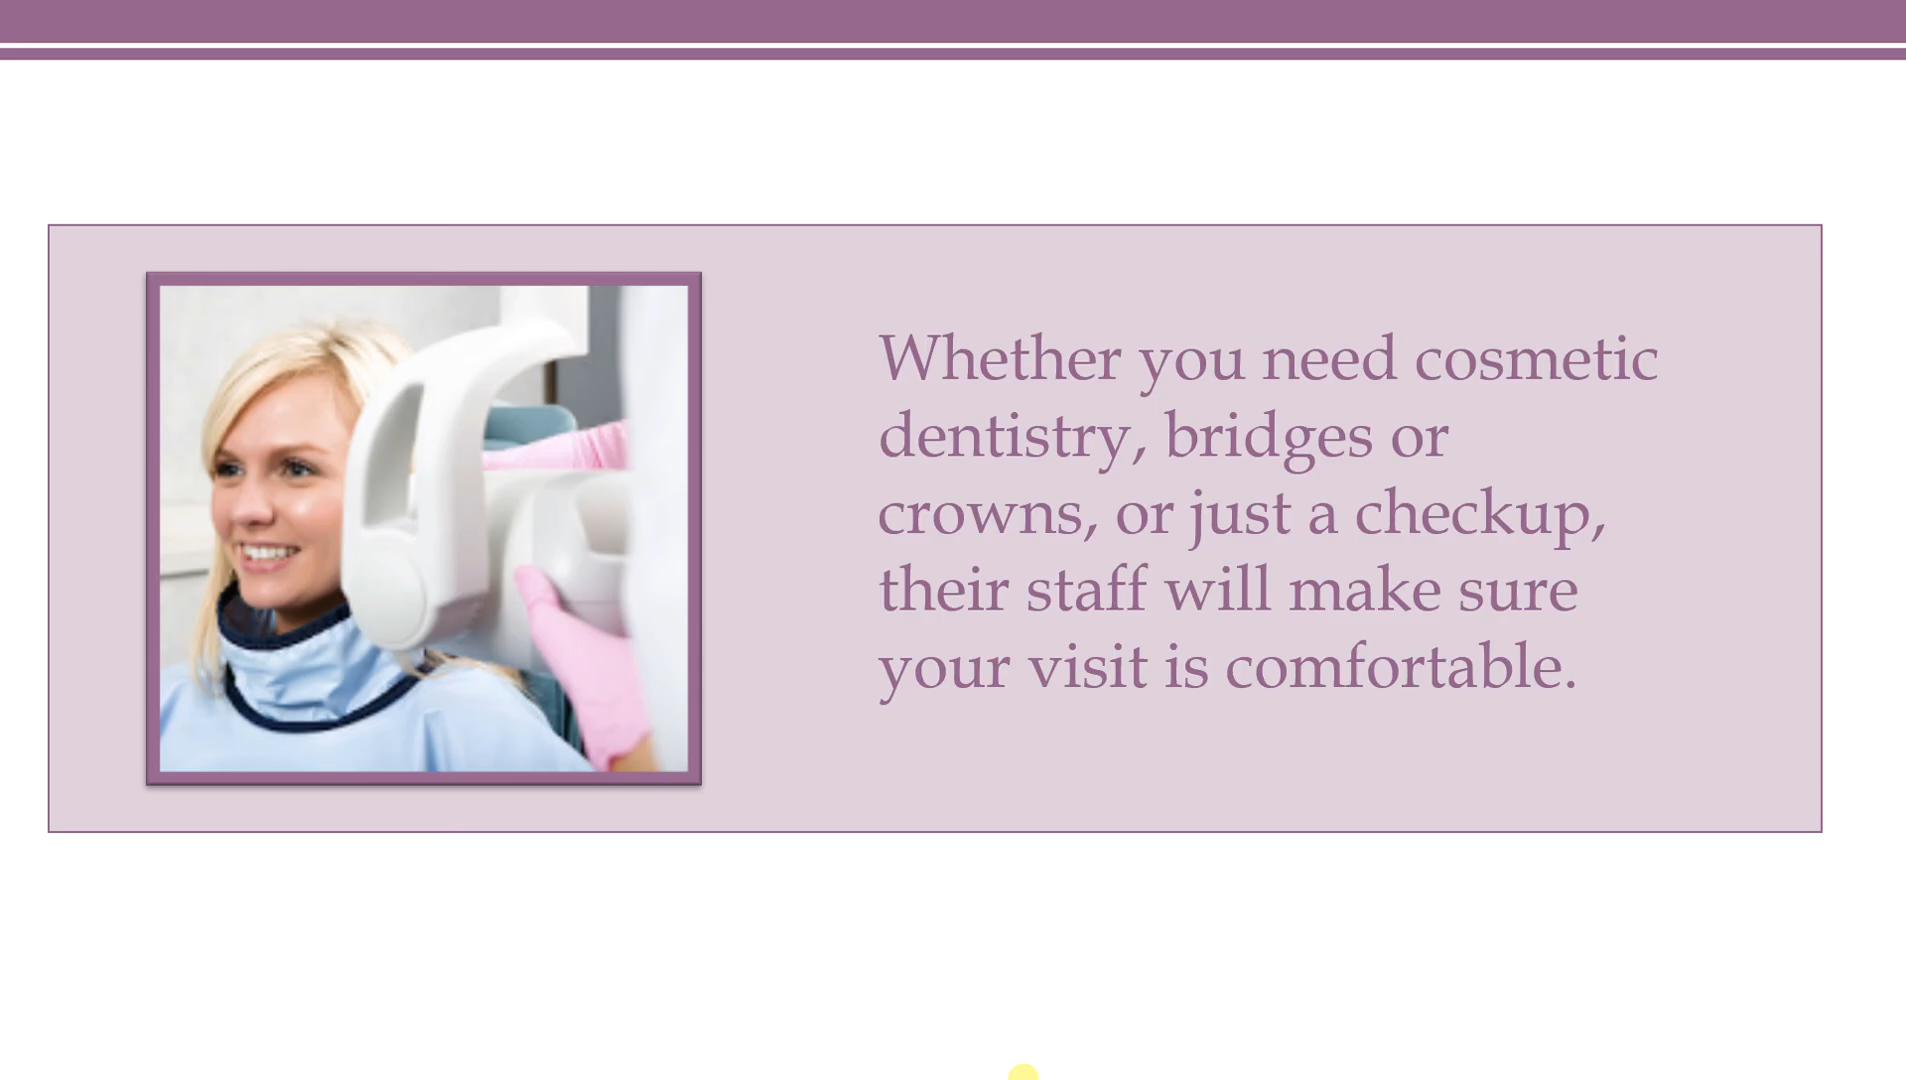 Whether you need cosmetic
dentistry, bridges or
crowns, or just a checkup,
their staff will make sure
your visit is comfortable.